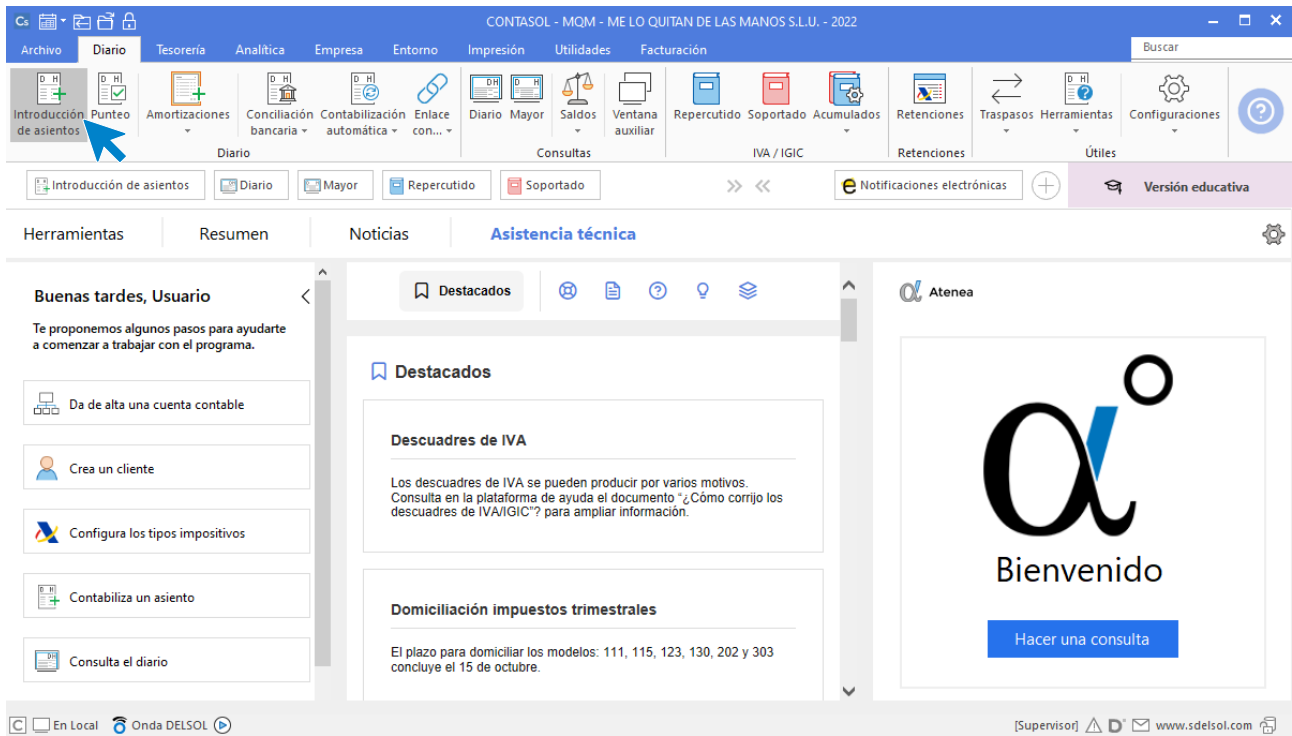 Cs
CONTASOL - MQM - ME LO QUITAN DE LAS MANOS S.L.U. - 2022
Archivo Diario Tesorería Analítica Empresa Entorno Impresión Utilidades Facturación Buscar
Introducción de asientos
Punteo
Amortizaciones
Conciliación bancaria
Contabilización automática
Enlace con...
Diario
Mayor
Saldos
Ventana auxiliar
Repercutido
Soportado
Acumulados
Retenciones
Traspasos
Herramientas
Configuraciones
Diario Consultas IVA / IGIC Retenciones Útiles
Introducción de asientos Diario Mayor Repercutido Soportado Notificaciones electrónicas Versión educativa
Herramientas Resumen Noticias Asistencia técnica
Buenas tardes, Usuario
Te proponemos algunos pasos para ayudarte
a comenzar a trabajar con el programa.
Da de alta una cuenta contable
Crea un cliente
Configura los tipos impositivos
Contabiliza un asiento
Consulta el diario
Destacados
Destacados
Descuadres de IVA
Los descuadres de IVA se pueden producir por varios motivos.
Consulta en la plataforma de ayuda el documento “¿Cómo corrijo los
descuadres de IVA/IGIC”? para ampliar información.
Domiciliación impuestos trimestrales
El plazo para domiciliar los modelos: 111, 115, 123, 130, 202 y 303
concluye el 15 de octubre.
Atenea
Bienvenido
Hacer una consulta
C En Local Onda DELSOL [Supervisor] D www.sdelsol.com